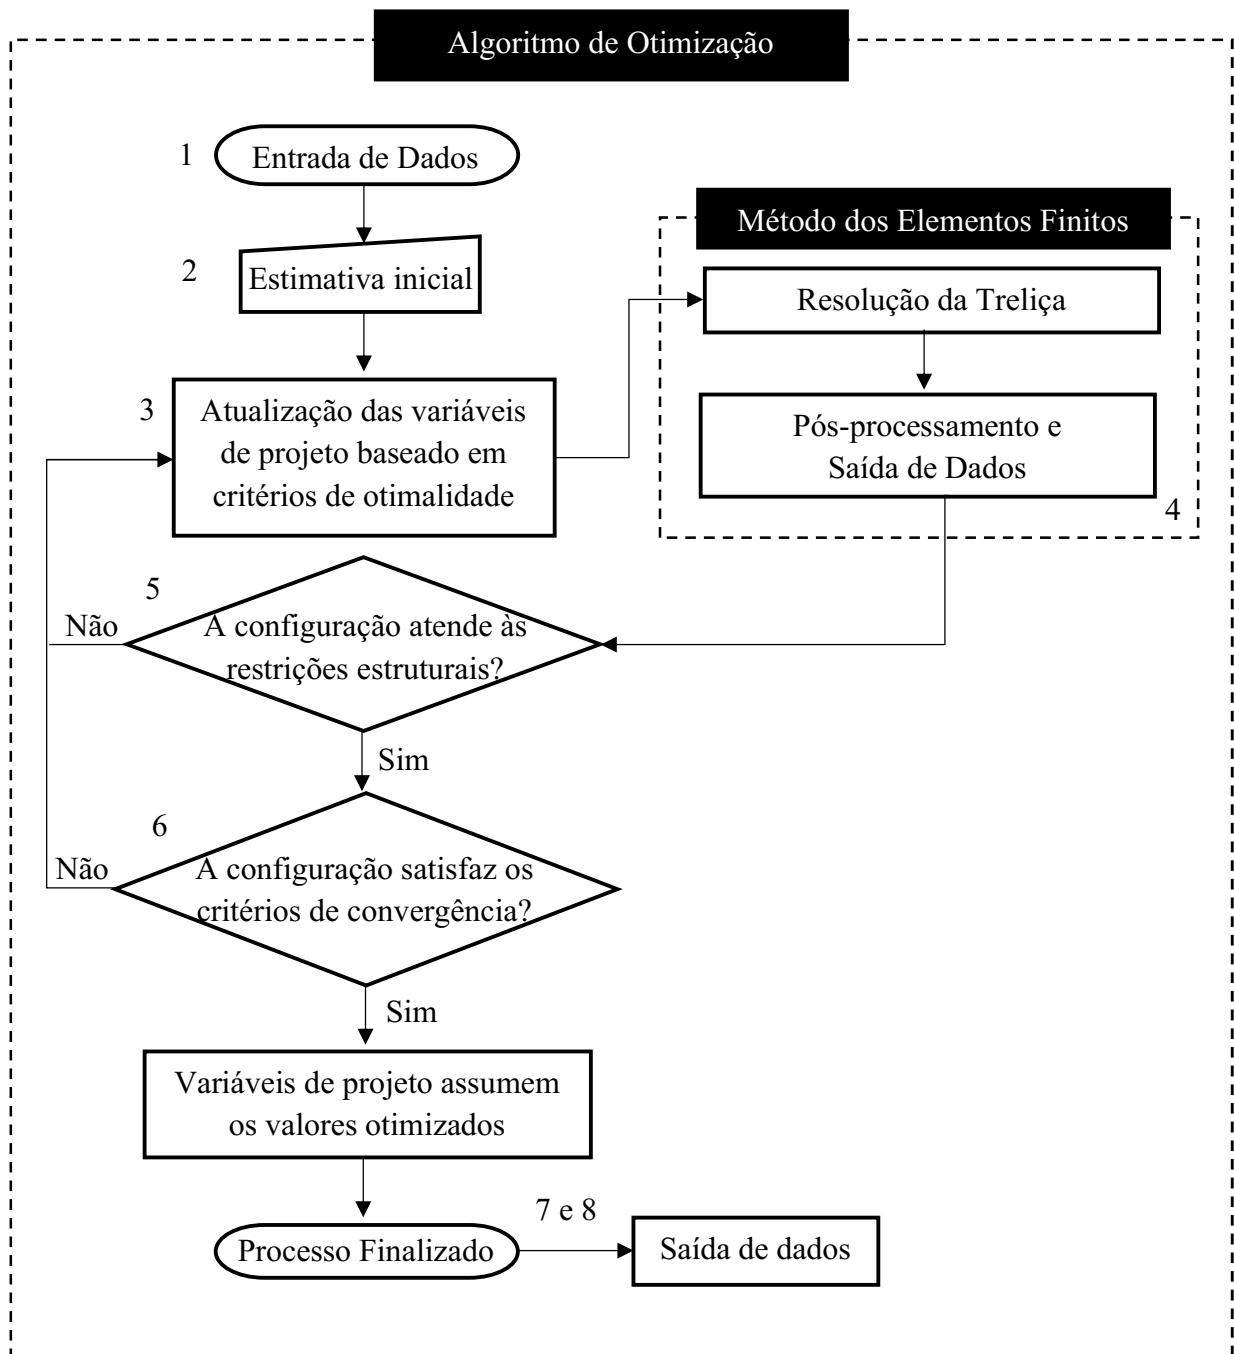 Algoritmo de Otimização
1
Entrada de Dados
2
Estimativa inicial
Método dos Elementos Finitos
Resolução da Treliça
3
Atualização das variáveis
de projeto baseado em
critérios de otimalidade
Pós-processamento e
Saída de Dados
4
5
Não
A configuração atende às
restrições estruturais?
Sim
6
Não
A configuração satisfaz os
critérios de convergência?
Sim
Variáveis de projeto assumem
os valores otimizados
7 e 8
Processo Finalizado
Saída de dados